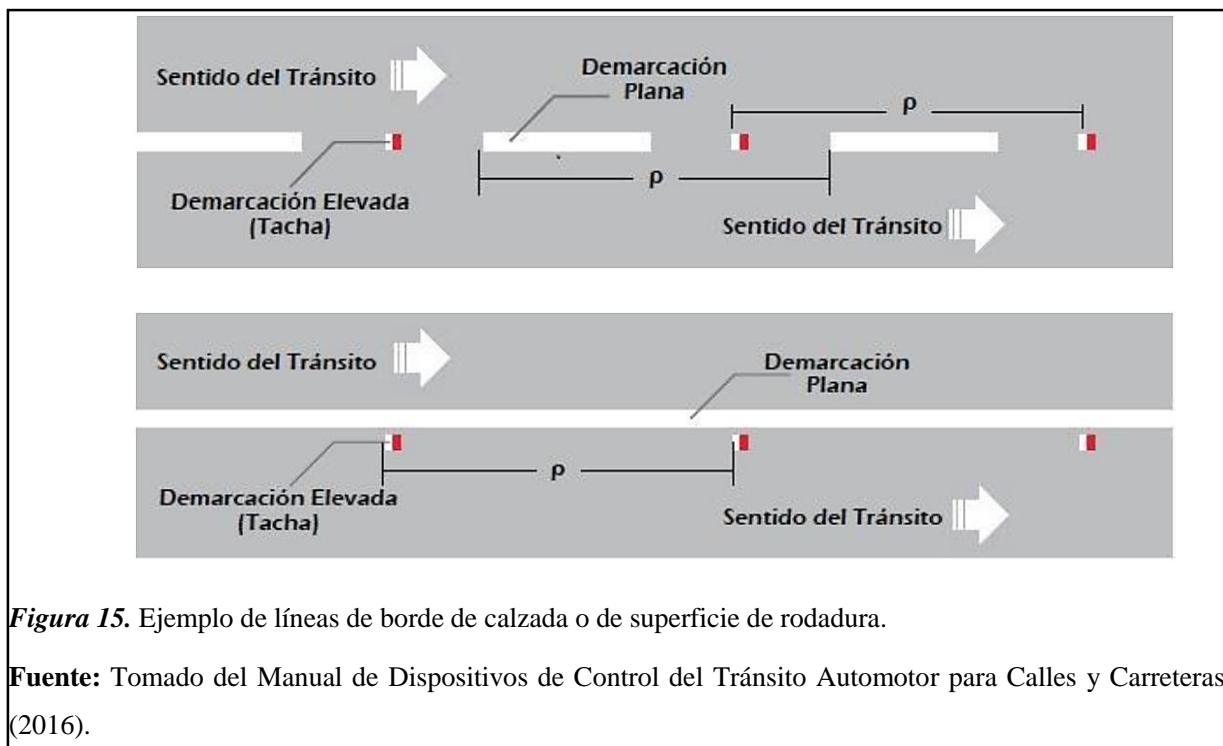 Sentido del Tránsito
Demarcación
Plana
ρ
Demarcación Elevada
(Tacha)
ρ
Sentido del Tránsito
Sentido del Tránsito
Demarcación
Plana
ρ
Demarcación Elevada
(Tacha)
Sentido del Tránsito
Figura 15. Ejemplo de líneas de borde de calzada o de superficie de rodadura.
Fuente: Tomado del Manual de Dispositivos de Control del Tránsito Automotor para Calles y Carreteras
(2016).